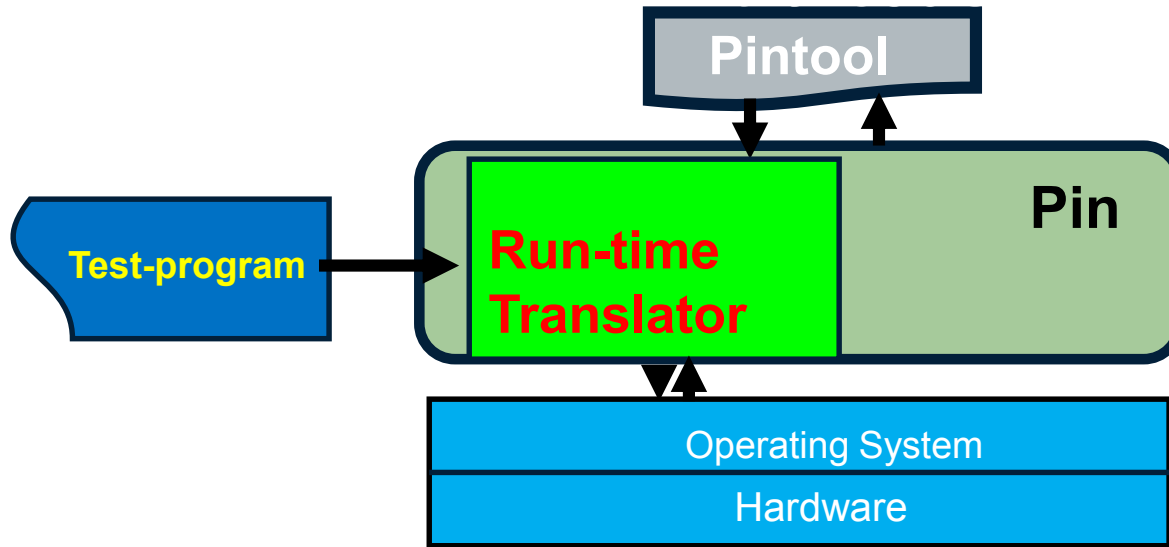 Pintool
Pin
Test-program
Run-time
Translator
Operating System
Hardware